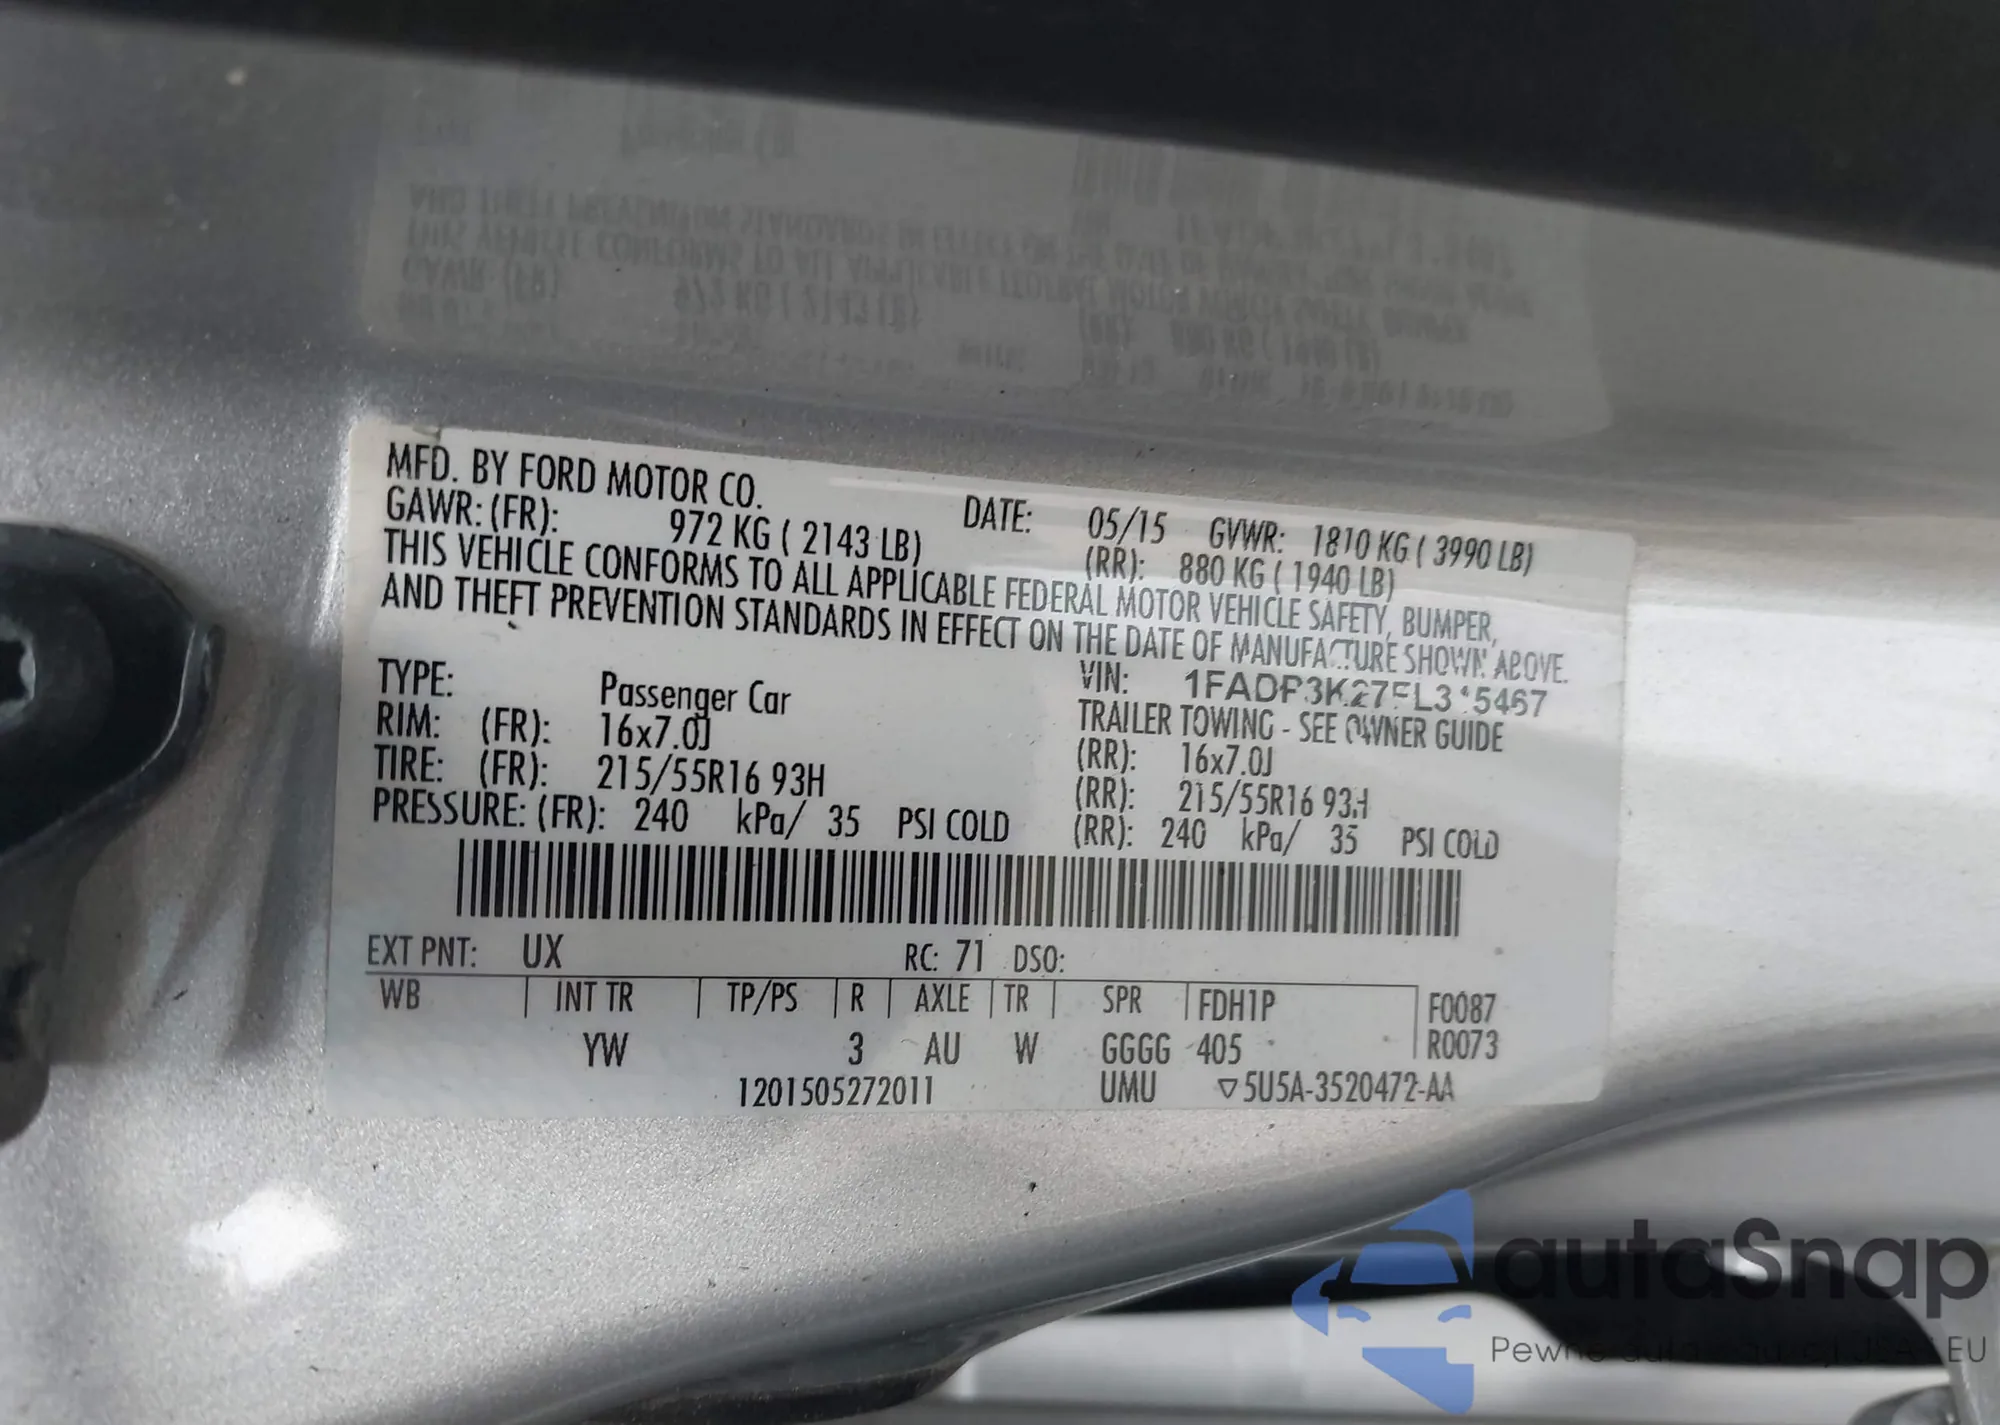 MFD. BY FORD MOTOR CO. DATE: 05/15 GVWR: 1810 KG ( 3990 LB)
GAWR: (FR): 972 KG ( 2143 LB) (RR): 880 KG ( 1940 LB)
THIS VEHICLE CONFORMS TO ALL APPLICABLE FEDERAL MOTOR VEHICLE SAFETY, BUMPER,
AND THEFT PREVENTION STANDARDS IN EFFECT ON THE DATE OF MANUFACTURE SHOWN ABOVE.
VIN:
TYPE: Passenger Car TRAILER TOWING - SEE OWNER GUIDE
RIM: (FR): 16x7.0J (RR): 16x7.0J
TIRE: (FR): 215/55R16 93H (RR): 215/55R16 93H
PRESSURE: (FR): 240 kPa/ 35 PSI COLD (RR): 240 kPa/ 35 PSI COLD
EXT PNT: UX RC: 71 DSO:
WB INT TR TP/PS R AXLE TR SPR FDH1P F0087
YW 3 AU W GGGG 405 R0073
1201505272011 UMU ▽5U5A-3520472-AA
autaSnap
EU